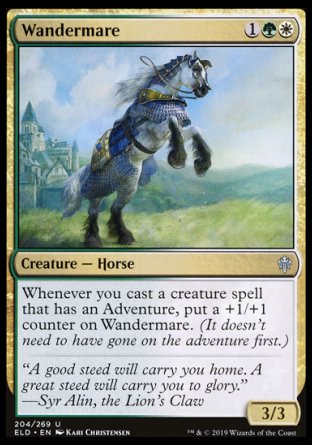 Wandermare 1
Creature — Horse
Whenever you cast a creature spell
that has an Adventure, put a +1/+1
counter on Wandermare. (It doesn't
need to have gone on the adventure first.)
"A good steed will carry you home. A
great steed will carry you to glory."
—Syr Alin, the Lion's Claw
3/3
204/269 U
ELD • EN Kari Christensen
™ & © 2019 Wizards of the Coast